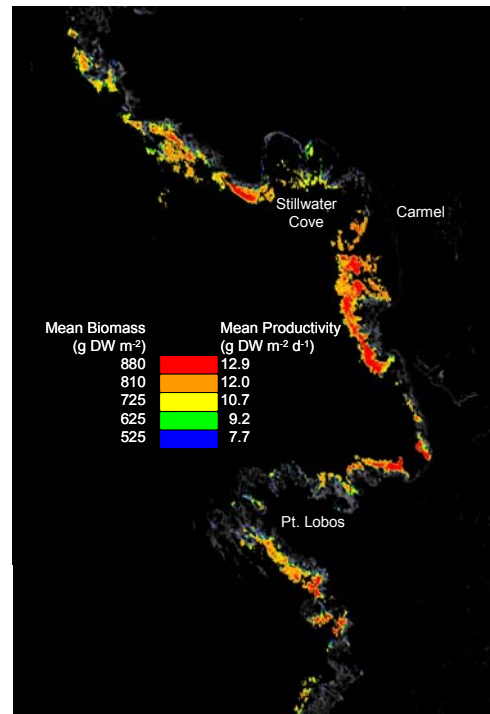 Stillwater
Cove
Carmel
Mean Biomass
(g DW m-2)
Mean Productivity
(g DW m-2 d-1)
880 12.9
810 12.0
725 10.7
625 9.2
525 7.7
Pt. Lobos